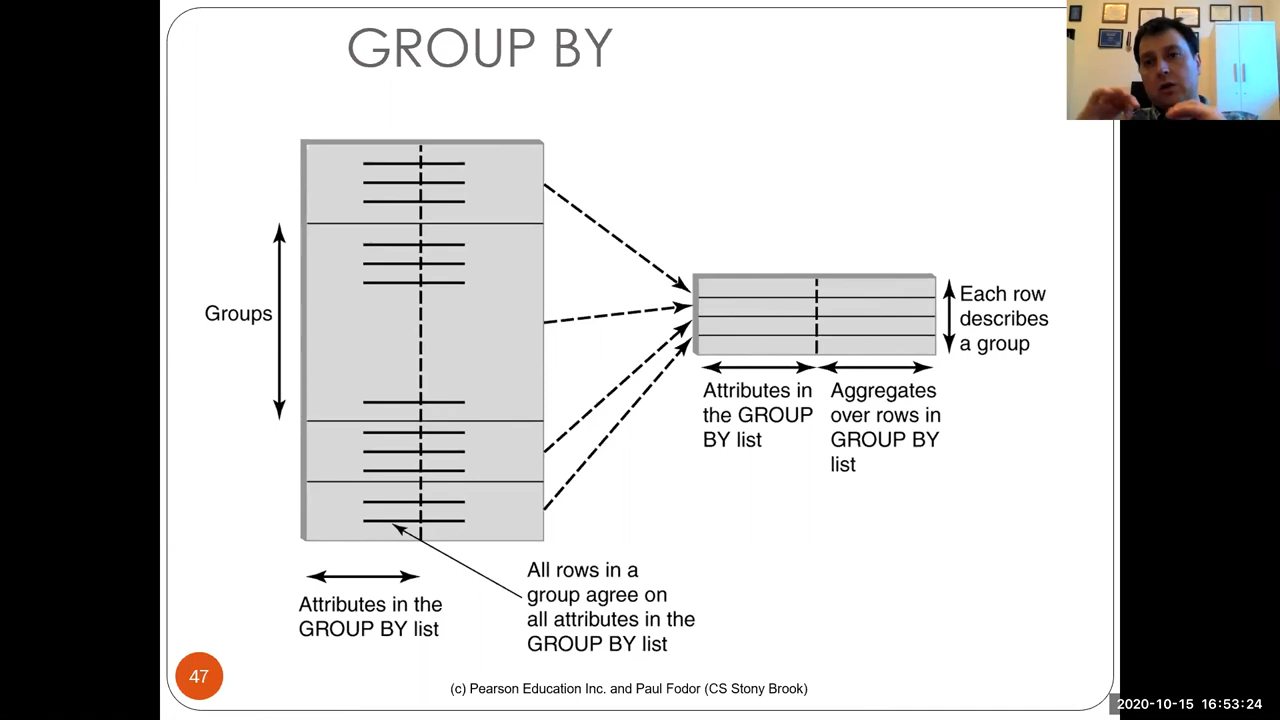 GROUP BY
Groups
Each row
describes
a group
Attributes in
the GROUP
BY list
Aggregates
over rows in
GROUP BY
list
All rows in a
group agree on
all attributes in the
GROUP BY list
Attributes in the
GROUP BY list
47
(c) Pearson Education Inc. and Paul Fodor (CS Stony Brook)
2020-10-15 16:53:24